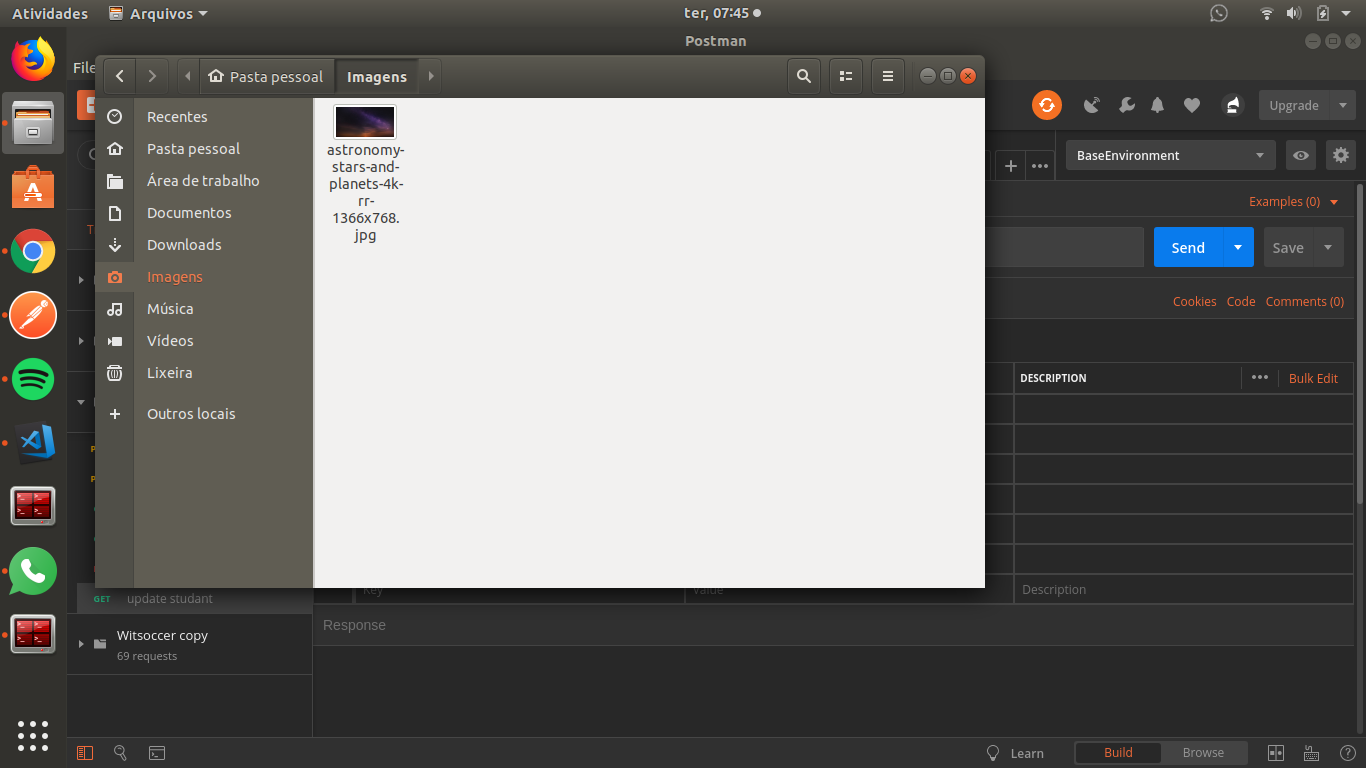 Atividades
Arquivos
ter, 07:45
Postman
File
Pasta pessoal
Imagens
Upgrade
Recentes
Pasta pessoal
Área de trabalho
Documentos
Downloads
Imagens
Música
Vídeos
Lixeira
Outros locais
astronomy-
stars-and-
planets-4k-
rr-
1366x768.
jpg
BaseEnvironment
Examples (0)
Send
Save
Cookies
Code
Comments (0)
DESCRIPTION
Bulk Edit
Key
Value
Description
GET
update studant
Witsoccer copy
69 requests
Response
Learn
Build
Browse